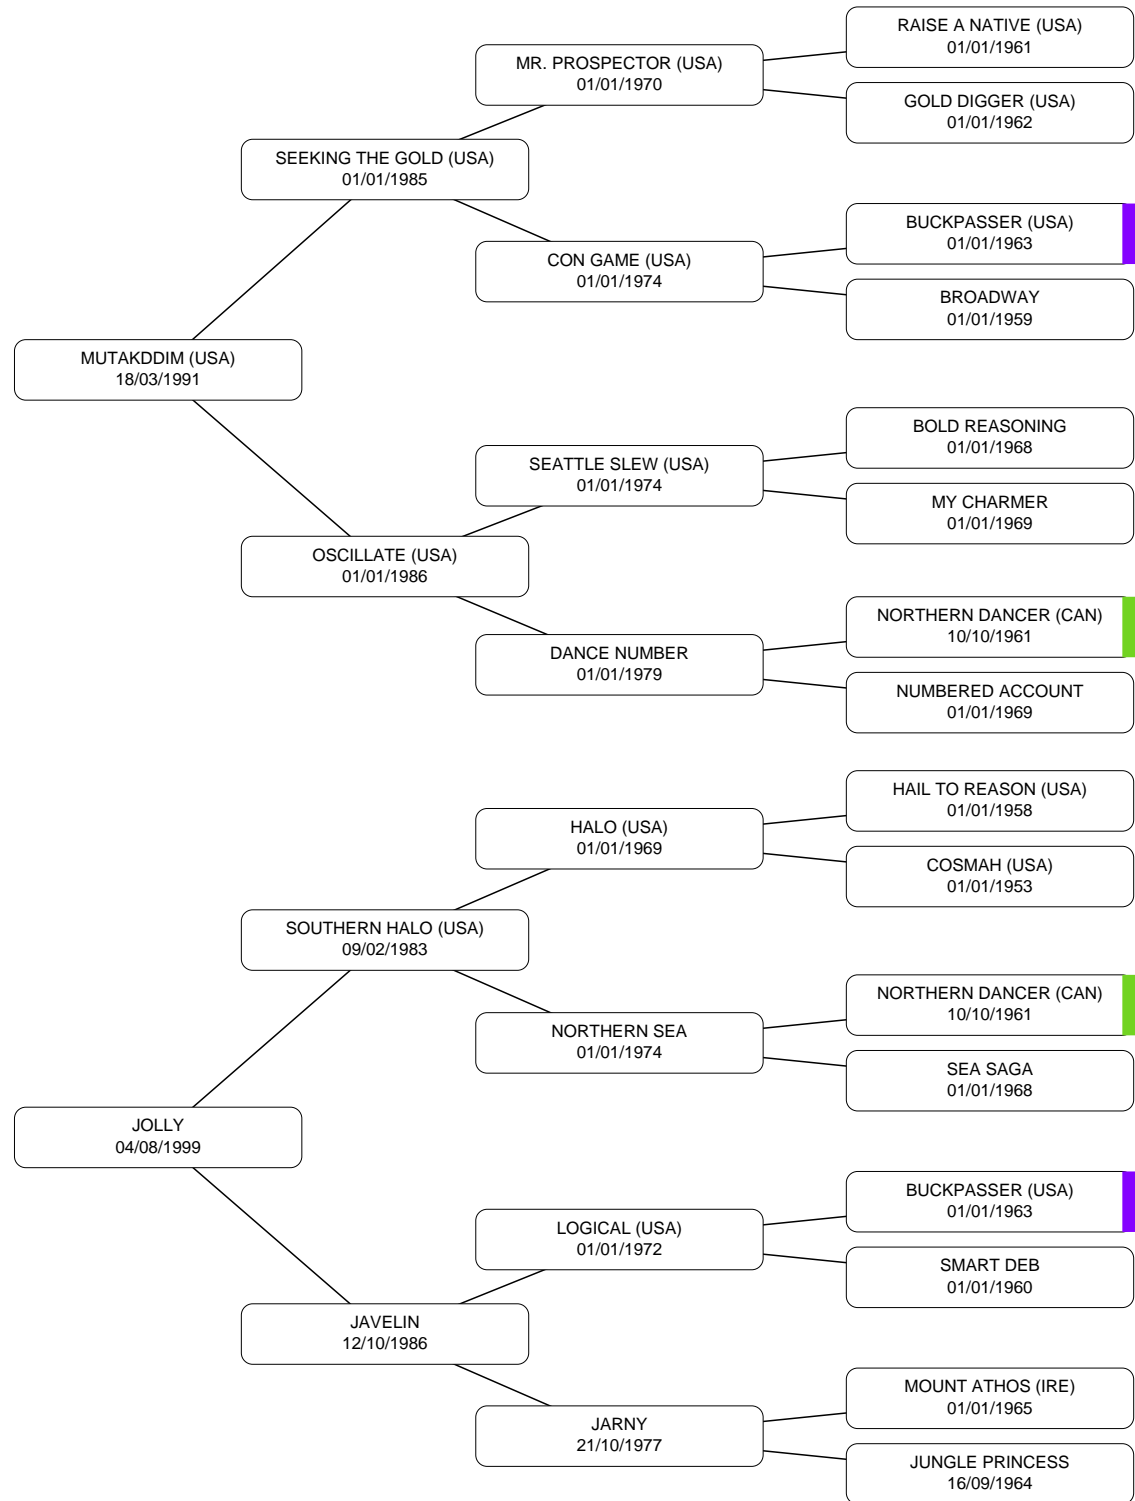 RAISE A NATIVE (USA)
01/01/1961
MR. PROSPECTOR (USA)
01/01/1970
GOLD DIGGER (USA)
01/01/1962
SEEKING THE GOLD (USA)
01/01/1985
BUCKPASSER (USA)
01/01/1963
CON GAME (USA)
01/01/1974
BROADWAY
01/01/1959
MUTAKDDIM (USA)
18/03/1991
BOLD REASONING
01/01/1968
SEATTLE SLEW (USA)
01/01/1974
MY CHARMER
01/01/1969
OSCILLATE (USA)
01/01/1986
NORTHERN DANCER (CAN)
10/10/1961
DANCE NUMBER
01/01/1979
NUMBERED ACCOUNT
01/01/1969
HAIL TO REASON (USA)
01/01/1958
HALO (USA)
01/01/1969
COSMAH (USA)
01/01/1953
SOUTHERN HALO (USA)
09/02/1983
NORTHERN DANCER (CAN)
10/10/1961
NORTHERN SEA
01/01/1974
SEA SAGA
01/01/1968
JOLLY
04/08/1999
BUCKPASSER (USA)
01/01/1963
LOGICAL (USA)
01/01/1972
SMART DEB
01/01/1960
JAVELIN
12/10/1986
MOUNT ATHOS (IRE)
01/01/1965
JARNY
21/10/1977
JUNGLE PRINCESS
16/09/1964